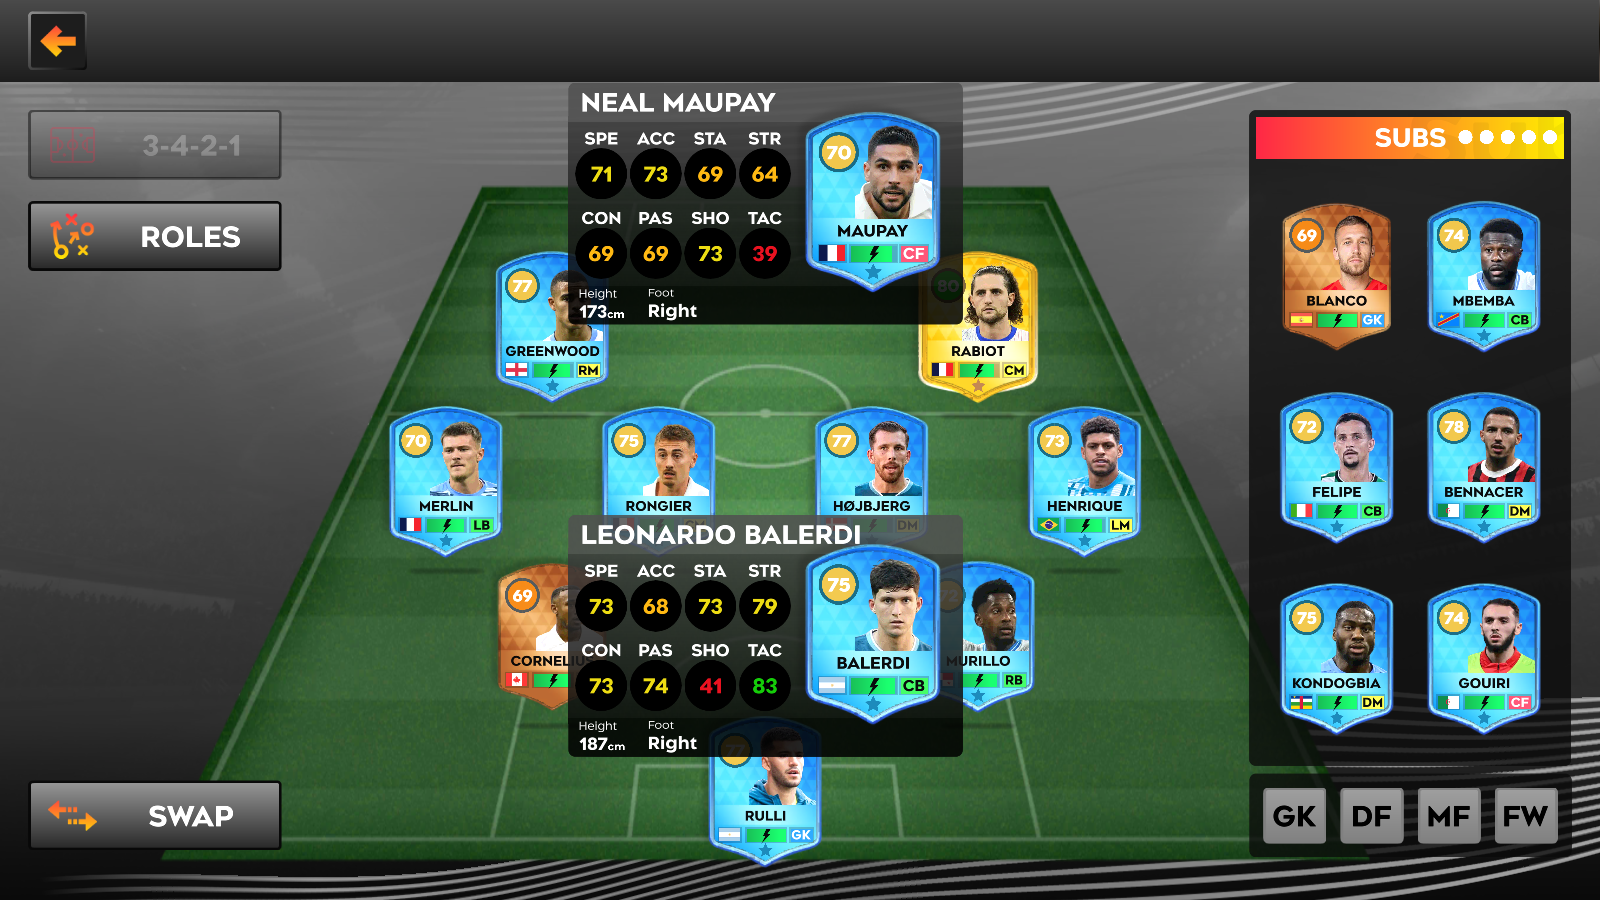 3-4-2-1
ROLES
NEAL MAUPAY
SPE ACC STA STR
71 73 69 64
CON PAS SHO TAC
69 69 73 39
Height Foot
173cm Right
70
MAUPAY
CF
77
GREENWOOD
RM
80
RABIOT
CM
70
MERLIN
LB
75
RONGIER
CM
77
HØJBJERG
DM
73
HENRIQUE
LM
LEONARDO BALERDI
SPE ACC STA STR
73 68 73 79
CON PAS SHO TAC
73 74 41 83
Height Foot
187cm Right
75
BALERDI
CB
69
CORNELIUS
MURILLO
RB
77
RULLI
GK
SWAP
SUBS
69
BLANCO
GK
74
MBEMBA
CB
72
FELIPE
CB
78
BENNACER
DM
75
KONDOGBIA
DM
74
GOUIRI
CF
GK DF MF FW